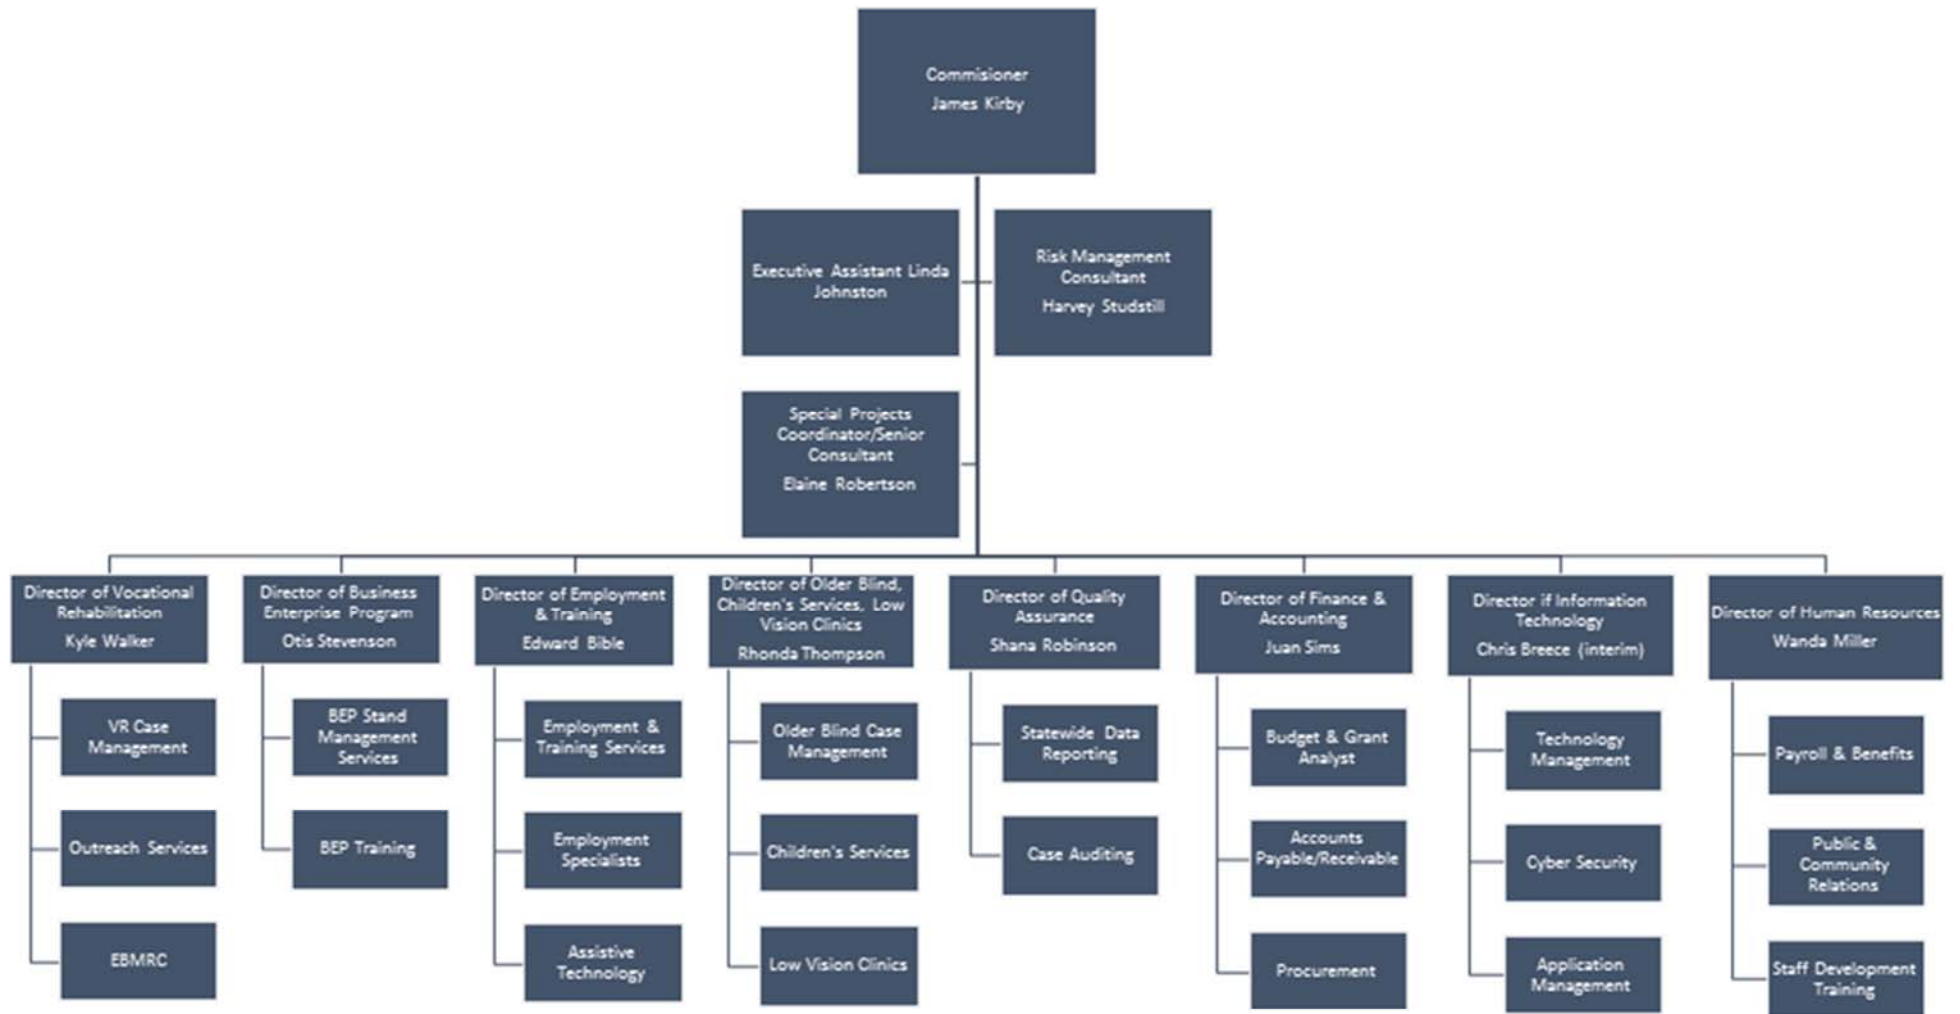 Commisioner
James Kirby
Executive Assistant Linda
Johnston
Risk Management
Consultant
Harvey Studstill
Special Projects
Coordinator/Senior
Consultant
Elaine Robertson
Director of Vocational
Rehabilitation
Kyle Walker
VR Case
Management
Outreach Services
EBMRC
Director of Business
Enterprise Program
Otis Stevenson
BEP Stand
Management
Services
BEP Training
Director of Employment
& Training
Edward Bible
Employment &
Training Services
Employment
Specialists
Assistive
Technology
Director of Older Blind,
Children's Services, Low
Vision Clinics
Rhonda Thompson
Older Blind Case
Management
Children's Services
Low Vision Clinics
Director of Quality
Assurance
Shana Robinson
Statewide Data
Reporting
Case Auditing
Director of Finance &
Accounting
Juan Sims
Budget & Grant
Analyst
Accounts
Payable/Receivable
Procurement
Director if Information
Technology
Chris Breece (interim)
Technology
Management
Cyber Security
Application
Management
Director of Human Resources
Wanda Miller
Payroll & Benefits
Public &
Community
Relations
Staff Development
Training